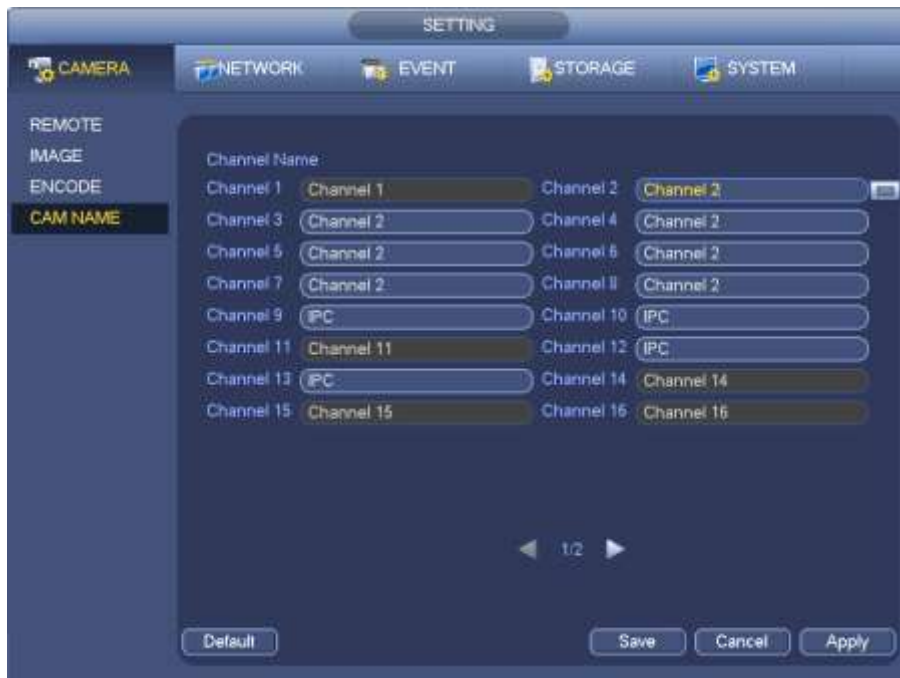 SETTING
CAMERA NETWORK EVENT STORAGE SYSTEM
REMOTE
IMAGE
ENCODE
CAM NAME
Channel Name
Channel 1 Channel 1 Channel 2 Channel 2
Channel 3 Channel 2 Channel 4 Channel 2
Channel 5 Channel 2 Channel 6 Channel 2
Channel 7 Channel 2 Channel 8 Channel 2
Channel 9 IPC Channel 10 IPC
Channel 11 Channel 11 Channel 12 IPC
Channel 13 IPC Channel 14 Channel 14
Channel 15 Channel 15 Channel 16 Channel 16
1/2
Default Save Cancel Apply